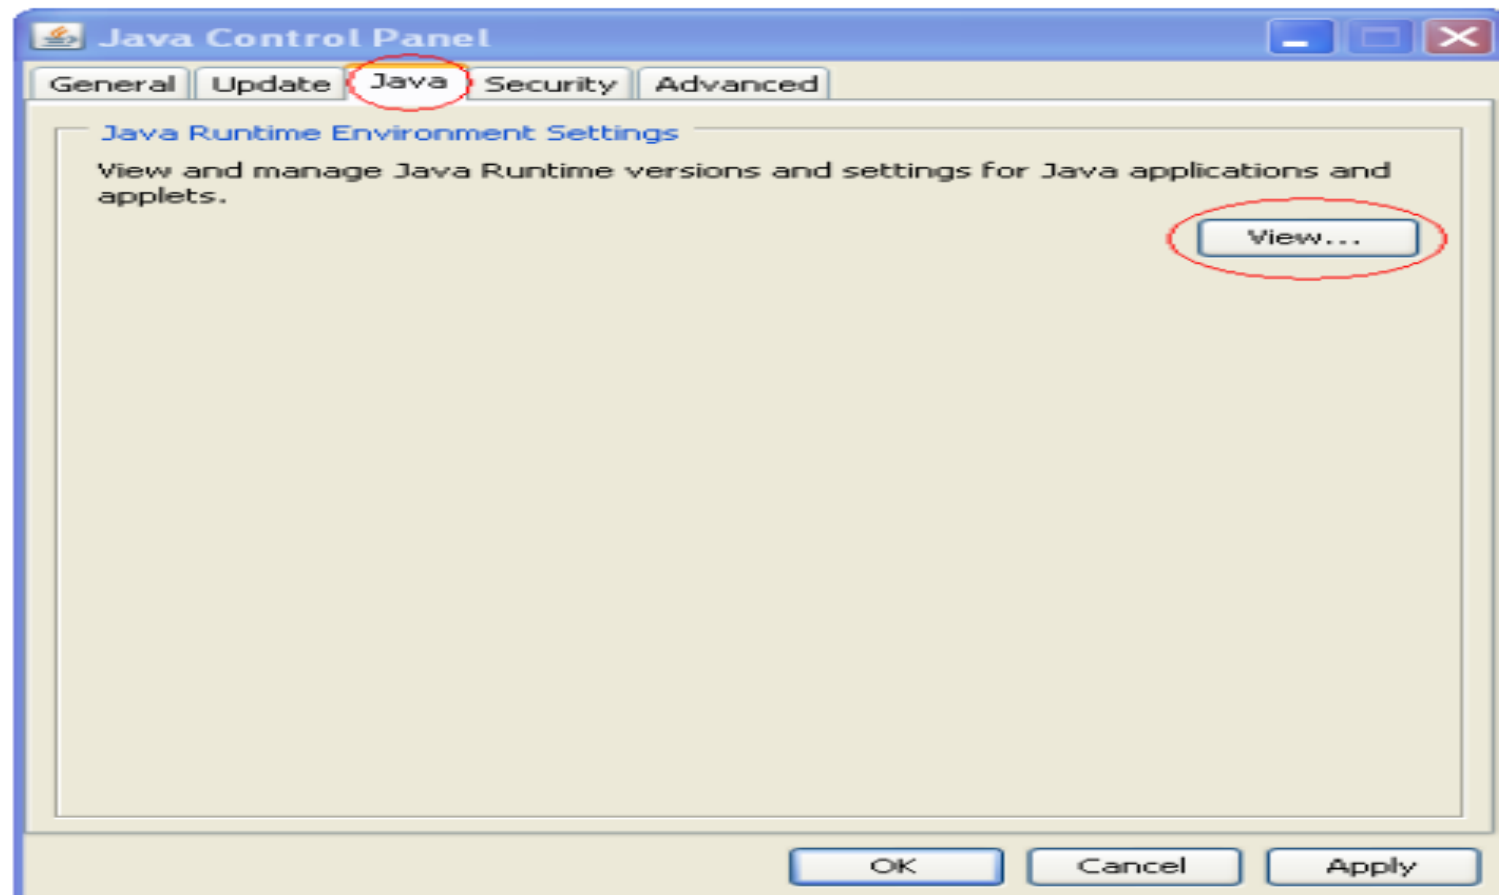 Java Control Panel
General Update Java Security Advanced
Java Runtime Environment Settings
View and manage Java Runtime versions and settings for Java applications and
applets.
View...
OK Cancel Apply